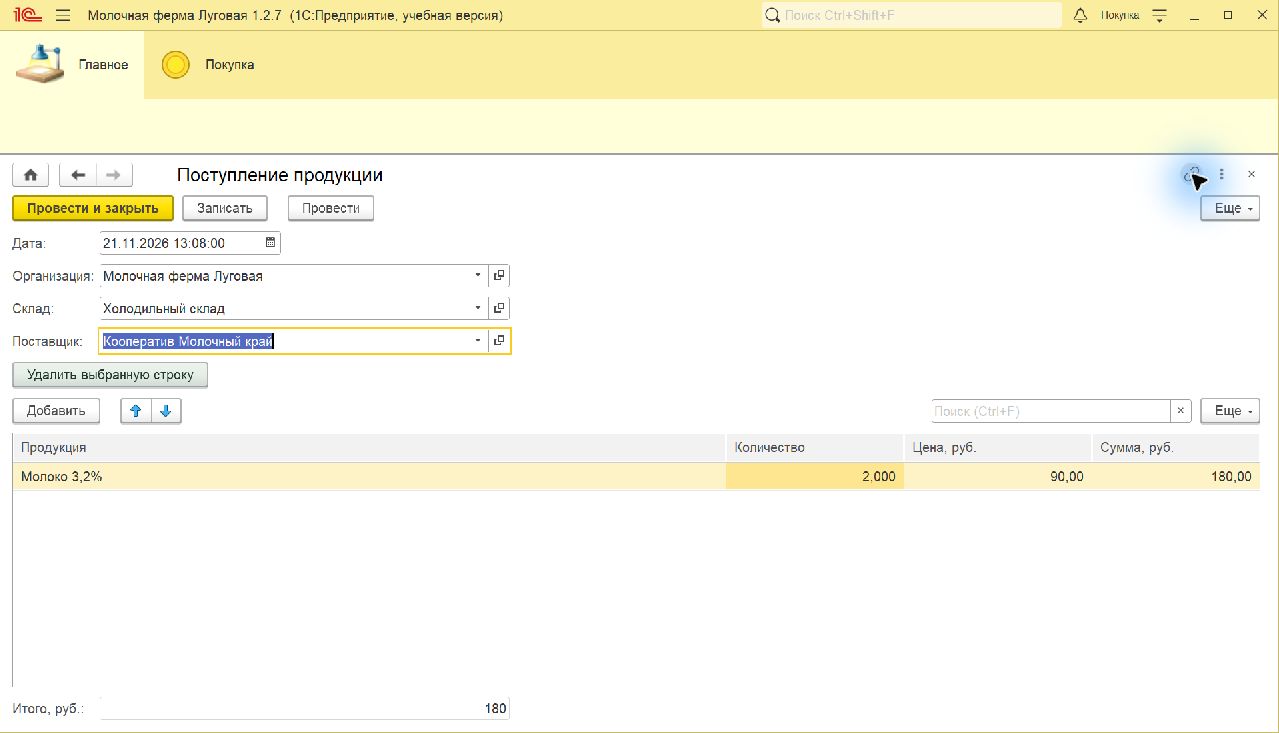 1С Молочная ферма Луговая 1.2.7 (1С:Предприятие, учебная версия) Поиск Ctrl+Shift+F Покупка
Главное Покупка
Поступление продукции
Провести и закрыть Записать Провести Еще
Дата: 21.11.2026 13:08:00
Организация: Молочная ферма Луговая
Склад: Холодильный склад
Поставщик: Кооператив Молочный край
Удалить выбранную строку
Добавить Поиск (Ctrl+F) Еще
Продукция Количество Цена, руб. Сумма, руб.
Молоко 3,2% 2,000 90,00 180,00
Итого, руб.: 180